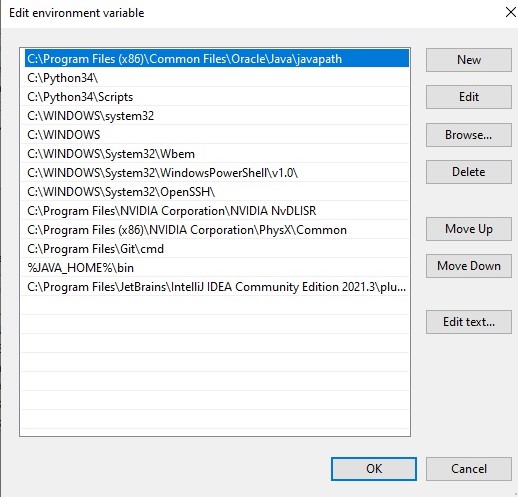 Edit environment variable
C:\Program Files (x86)\Common Files\Oracle\Java\javapath
New
C:\Python34\
C:\Python34\Scripts
Edit
C:\WINDOWS\system32
C:\WINDOWS
Browse...
C:\WINDOWS\System32\Wbem
C:\WINDOWS\System32\WindowsPowerShell\v1.0\
Delete
C:\WINDOWS\System32\OpenSSH\
C:\Program Files\NVIDIA Corporation\NVIDIA NvDLISR
C:\Program Files (x86)\NVIDIA Corporation\PhysX\Common
Move Up
C:\Program Files\Git\cmd
%JAVA_HOME%\bin
Move Down
C:\Program Files\JetBrains\IntelliJ IDEA Community Edition 2021.3\plu...
Edit text...
OK
Cancel